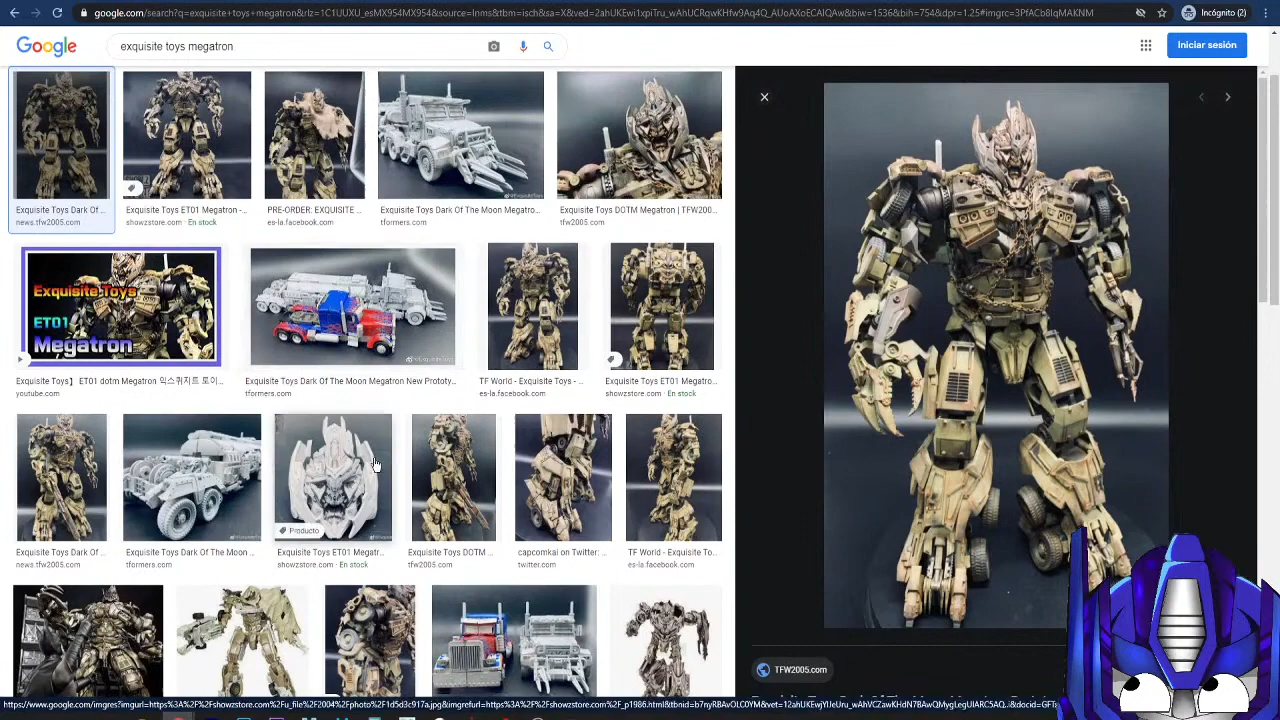 google.com/search?q=exquisite+toys+megatron&rlz=1C1UUXU_esMX954MX954&source=lnms&tbm=isch&sa=X&ved=2ahUKEwi1xpiTru_wAhUCRqwKHfw9Aq4Q_AUoAXoECAIQAw&biw=1536&bih=754&dpr=1.25#imgrc=3PfACb8IqMAKNM
Incógnito (2)
Google
exquisite toys megatron
Iniciar sesión
Exquisite Toys Dark Of ...
news.tfw2005.com
Exquisite Toys ET01 Megatron -...
showzstore.com · En stock
PRE-ORDER: EXQUISITE ...
es-la.facebook.com
Exquisite Toys Dark Of The Moon Megatro...
tformers.com
Exquisite Toys DOTM Megatron | TFW200...
tfw2005.com
Exquisite Toys
ET01
Megatron
Exquisite Toys】 ET01 dotm Megatron 익스퀴지트 토이...
youtube.com
Exquisite Toys Dark Of The Moon Megatron New Prototy...
tformers.com
TF World - Exquisite Toys - ...
es-la.facebook.com
Exquisite Toys ET01 Megatro...
showzstore.com · En stock
Producto
Exquisite Toys Dark Of ...
news.tfw2005.com
Exquisite Toys Dark Of The Moon ...
tformers.com
Exquisite Toys ET01 Megatr...
showzstore.com · En stock
Exquisite Toys DOTM ...
tfw2005.com
capcomkai on Twitter: ...
twitter.com
TF World - Exquisite To...
es-la.facebook.com
TFW2005.com